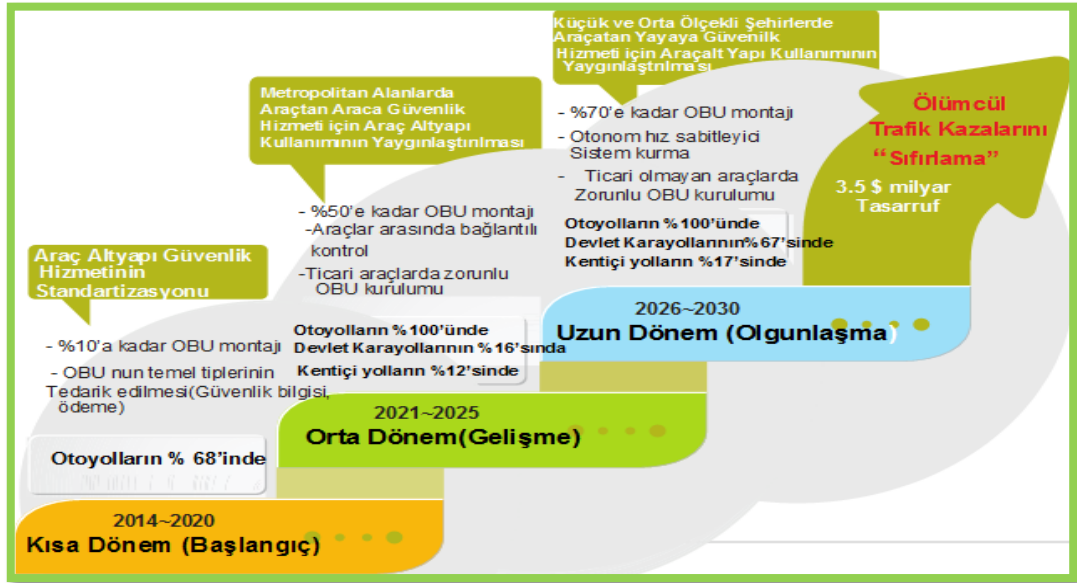 Araç Altyapı Güvenlik
Hizmetinin
Standartizasyonu
- %10'a kadar OBU montajı
- OBU nun temel tiplerinin
Tedarik edilmesi(Güvenlik bilgisi,
ödeme)
Otoyolların % 68'inde
2014~2020
Kısa Dönem (Başlangıç)
Metropolitan Alanlarda
Araçtan Araca Güvenlik
Hizmeti için Araç Altyapı
Kullanımının Yaygınlaştırılması
- %50'e kadar OBU montajı
-Araçlar arasında bağlantılı
kontrol
-Ticari araçlarda zorunlu
OBU kurulumu
Otoyolların %100'ünde
Devlet Karayollarının %16'sında
Kentiçi yolların %12'sinde
2021~2025
Orta Dönem(Gelişme)
Küçük ve Orta Ölçekli Şehirlerde
Araçatan Yayaya Güvenilk
Hizmeti için Araçalt Yapı Kullanımının
Yaygınlaştrılması
- %70'e kadar OBU montajı
- Otonom hız sabitleyici
Sistem kurma
- Ticari olmayan araçlarda
Zorunlu OBU kurulumu
Otoyolların %100'ünde
Devlet Karayollarının%67'sinde
Kentiçi yolların %17'sinde
2026~2030
Uzun Dönem (Olgunlaşma)
Ölümcül
Trafik Kazalarını
"Sıfırlama"
3.5 $ milyar
Tasarruf